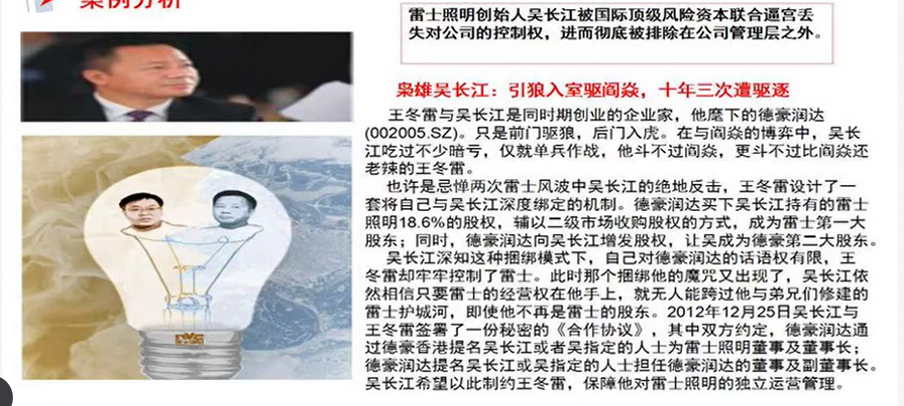 案例分析
雷士照明创始人吴长江被国际顶级风险资本联合逼宫丢
失对公司的控制权，进而彻底被排除在公司管理层之外。
枭雄吴长江：引狼入室驱阎焱，十年三次遭驱逐
王冬雷与吴长江是同时期创业的企业家，他麾下的德豪润达
(002005.SZ)。只是前门驱狼，后门入虎。在与阎焱的博弈中，吴长
江吃过不少暗亏，仅就单兵作战，他斗不过阎焱，更斗不过比阎焱还
老辣的王冬雷。
也许是忌惮两次雷士风波中吴长江的绝地反击，王冬雷设计了一
套将自己与吴长江深度绑定的机制。德豪润达买下吴长江持有的雷士
照明18.6%的股权，辅以二级市场收购股权的方式，成为雷士第一大
股东；同时，德豪润达向吴长江增发股权，让吴成为德豪第二大股东。
吴长江深知这种捆绑模式下，自己对德豪润达的话语权有限，王
冬雷却牢牢控制了雷士。此时那个捆绑他的魔咒又出现了，吴长江依
然相信只要雷士的经营权在他手上，就无人能跨过他与弟兄们修建的
雷士护城河，即使他不再是雷士的股东。2012年12月25日吴长江与
王冬雷签署了一份秘密的《合作协议》，其中双方约定，德豪润达通
过德豪香港提名吴长江或者吴指定的人士为雷士照明董事及董事长；
德豪润达提名吴长江或吴指定的人士担任德豪润达的董事及副董事长。
吴长江希望以此制约王冬雷，保障他对雷士照明的独立运营管理。